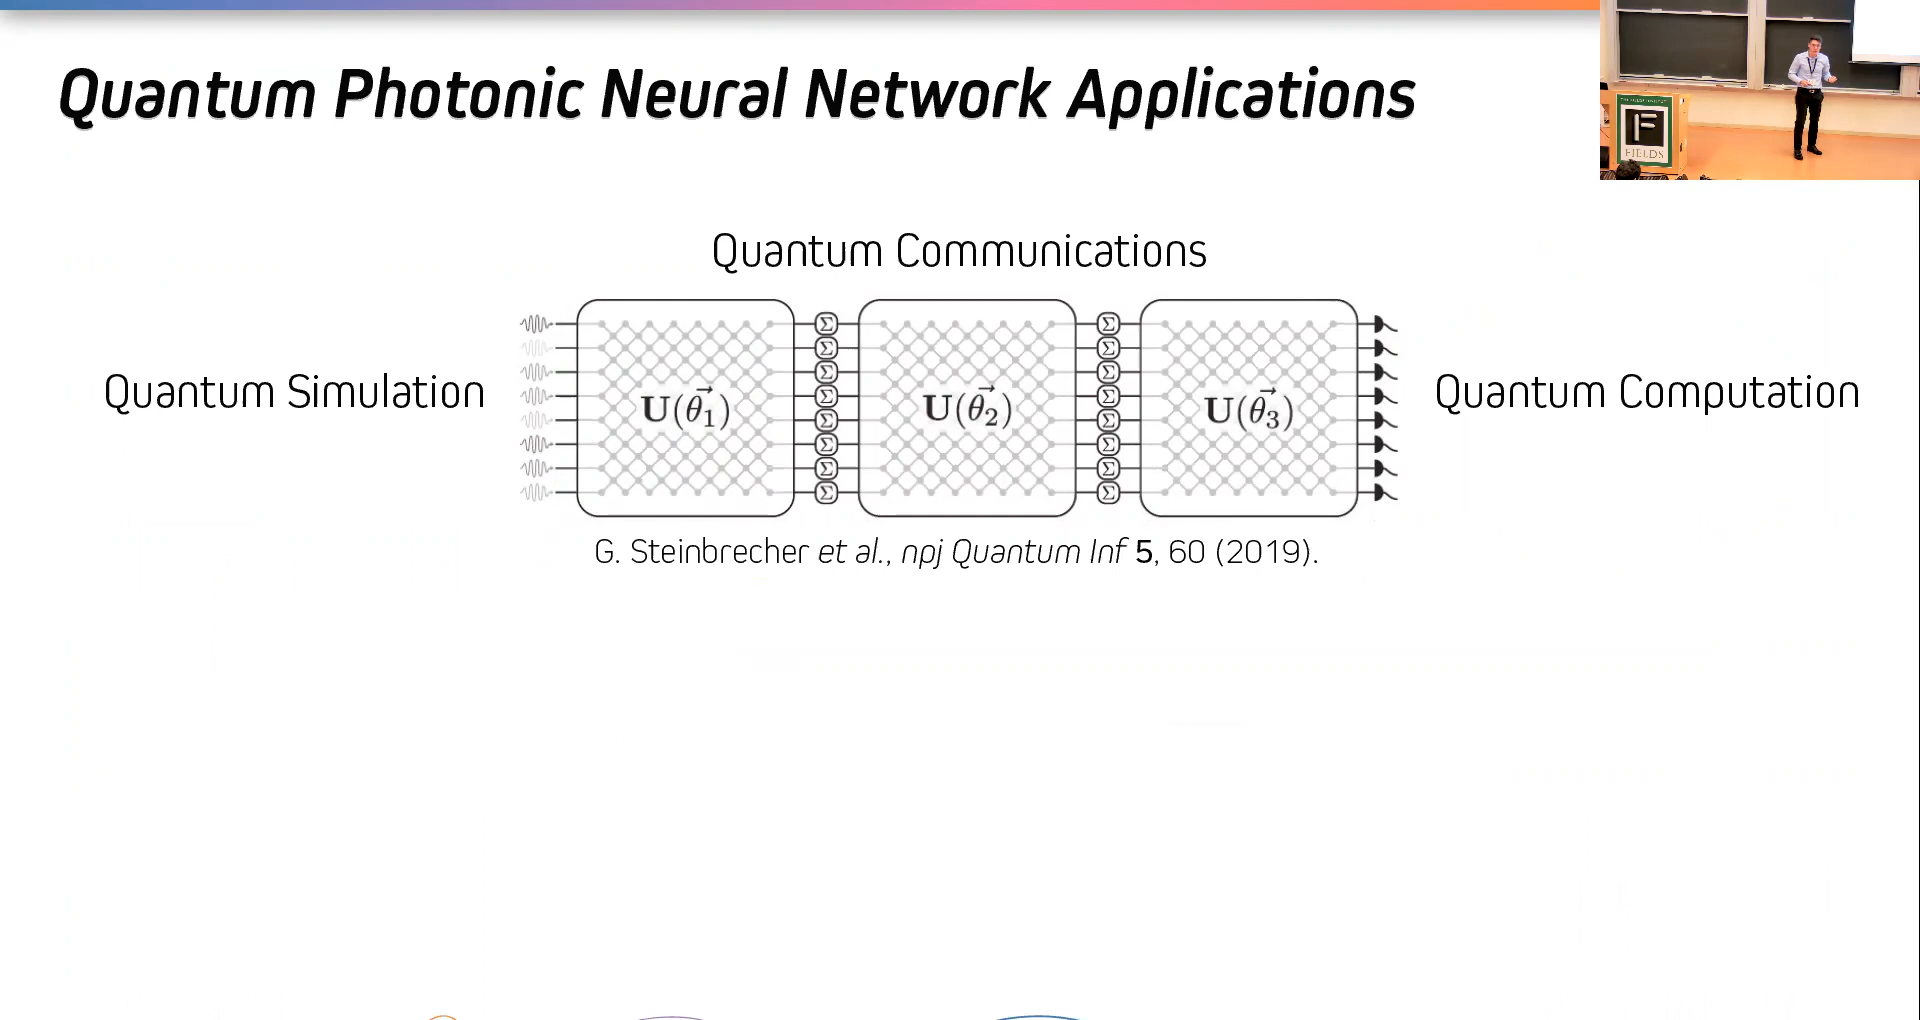 Quantum Photonic Neural Network Applications
F
FIELDS
Quantum Communications
Σ Σ
Σ Σ
Σ Σ
Quantum Simulation
U(θ⃗₁) U(θ⃗₂) U(θ⃗₃)
Quantum Computation
Σ Σ
Σ Σ
Σ Σ
Σ Σ
Σ Σ
G. Steinbrecher et al., npj Quantum Inf 5, 60 (2019).